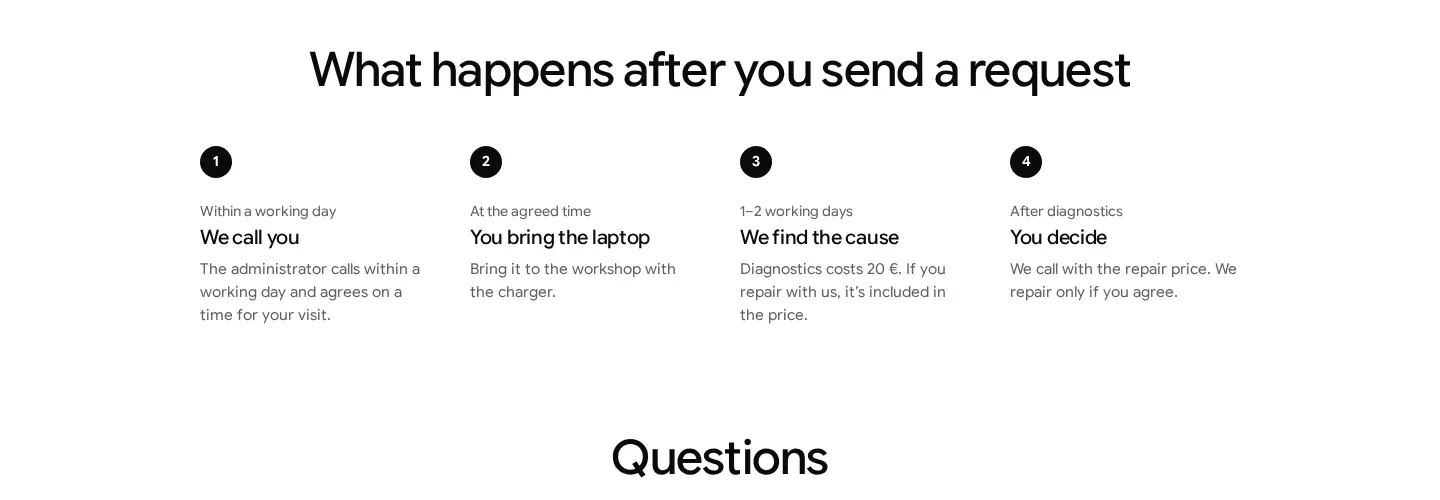 What happens after you send a request
1
Within a working day
We call you
The administrator calls within a
working day and agrees on a
time for your visit.
2
At the agreed time
You bring the laptop
Bring it to the workshop with
the charger.
3
1–2 working days
We find the cause
Diagnostics costs 20 €. If you
repair with us, it’s included in
the price.
4
After diagnostics
You decide
We call with the repair price. We
repair only if you agree.
Questions